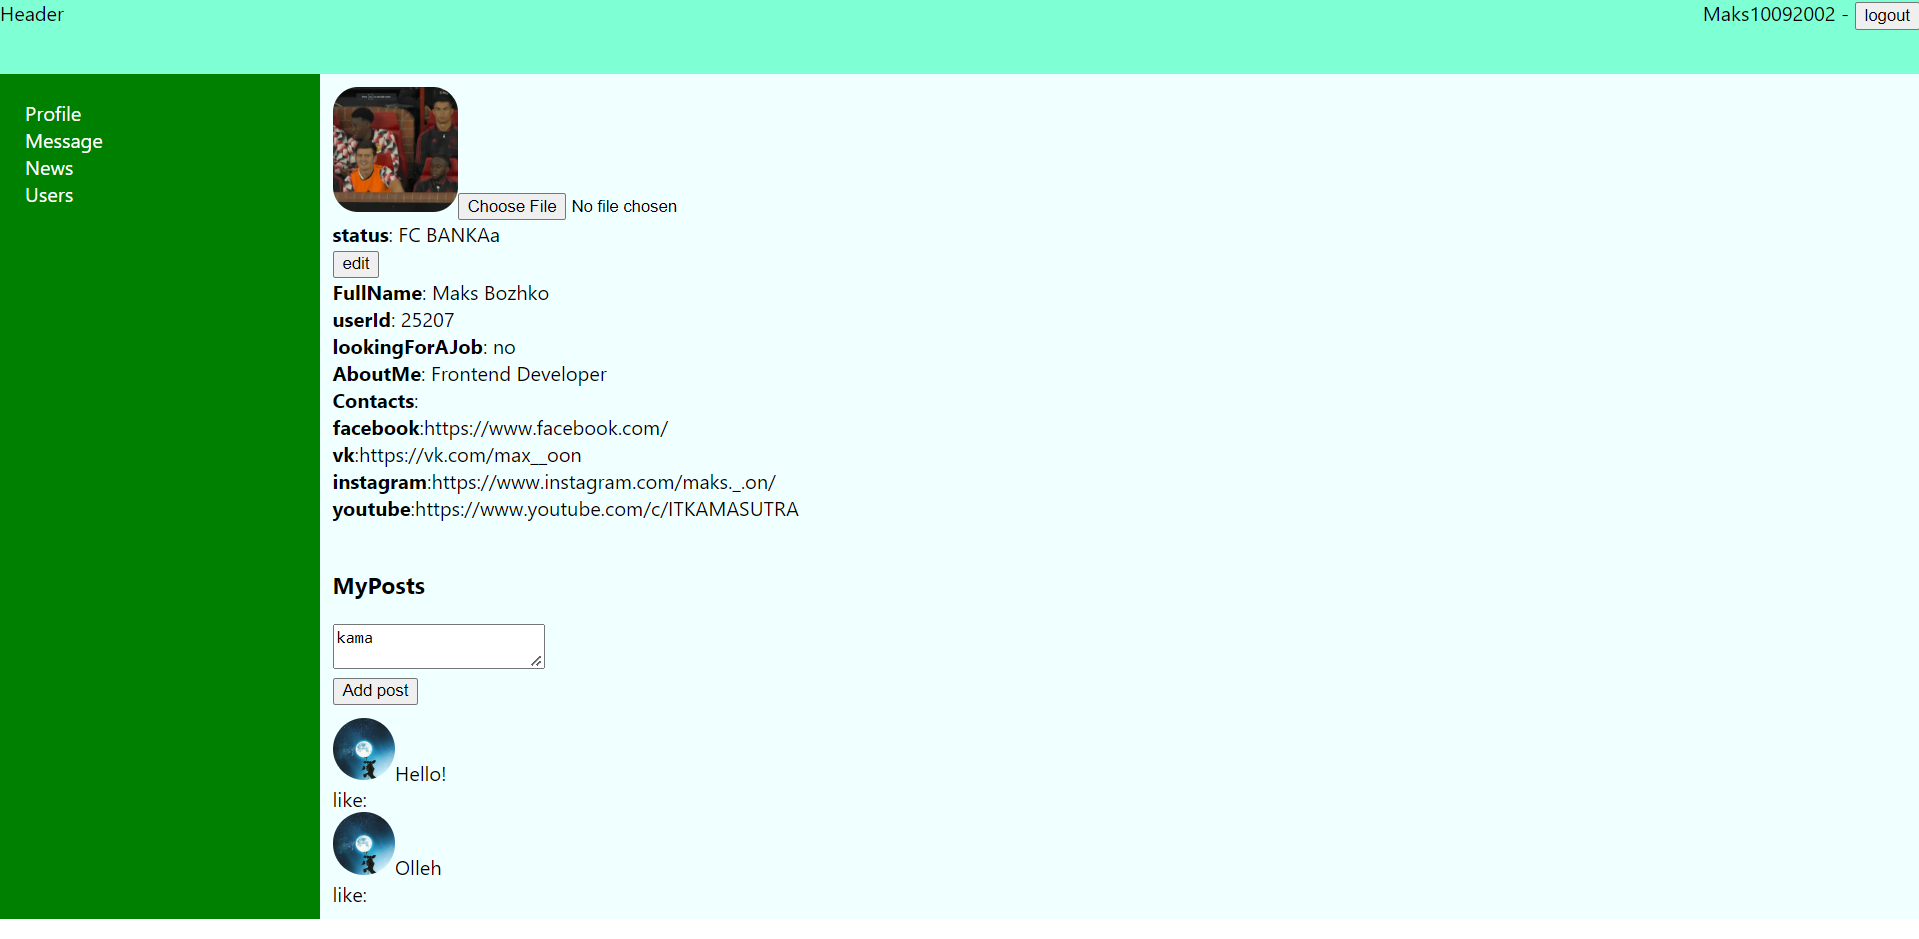 Header
Maks10092002 - logout
Profile
Message
News
Users
Choose File No file chosen
status: FC BANKAa
edit
FullName: Maks Bozhko
userId: 25207
lookingForAJob: no
AboutMe: Frontend Developer
Contacts:
facebook:https://www.facebook.com/
vk:https://vk.com/max__oon
instagram:https://www.instagram.com/maks._.on/
youtube:https://www.youtube.com/c/ITKAMASUTRA
MyPosts
kama
Add post
Hello!
like:
Olleh
like: